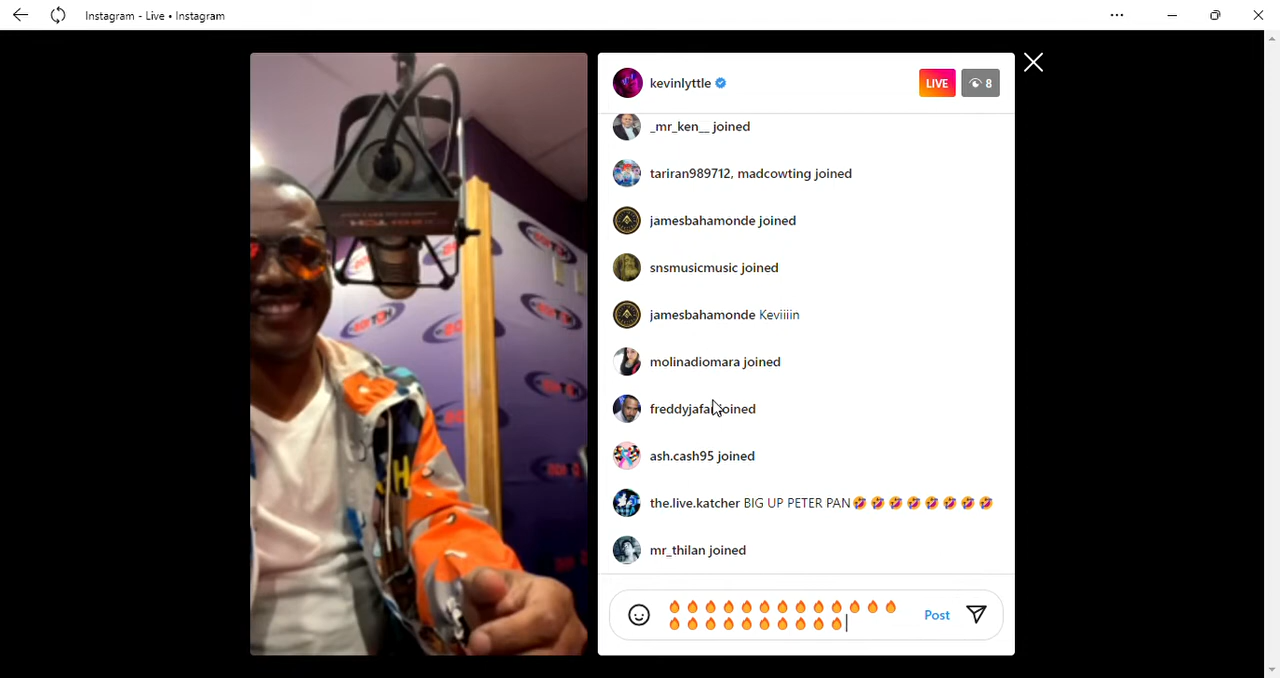 Instagram - Live • Instagram
kevinlyttle
LIVE 8
_mr_ken__ joined
tariran989712, madcowting joined
jamesbahamonde joined
snsmusicmusic joined
jamesbahamonde Keviiiin
molinadiomara joined
freddyjafar joined
ash.cash95 joined
the.live.katcher BIG UP PETER PAN🤣🤣🤣🤣🤣🤣🤣🤣
mr_thilan joined
🔥🔥🔥🔥🔥🔥🔥🔥🔥🔥🔥🔥🔥
🔥🔥🔥🔥🔥🔥🔥🔥🔥🔥
Post